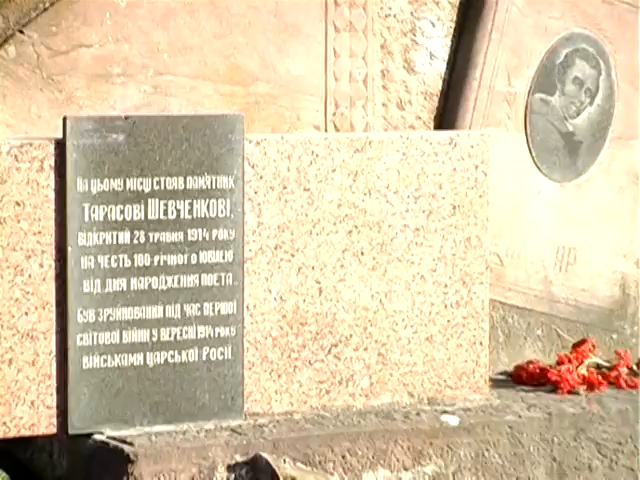 На цьому місці стояв пам'ятник
Тарасові Шевченкові,
відкритий 28 травня 1914 року
на честь 100-річного ювілею
від дня народження поета.
Був зруйнований під час першої
світової війни у вересні 1914 року
військами царської Росії.